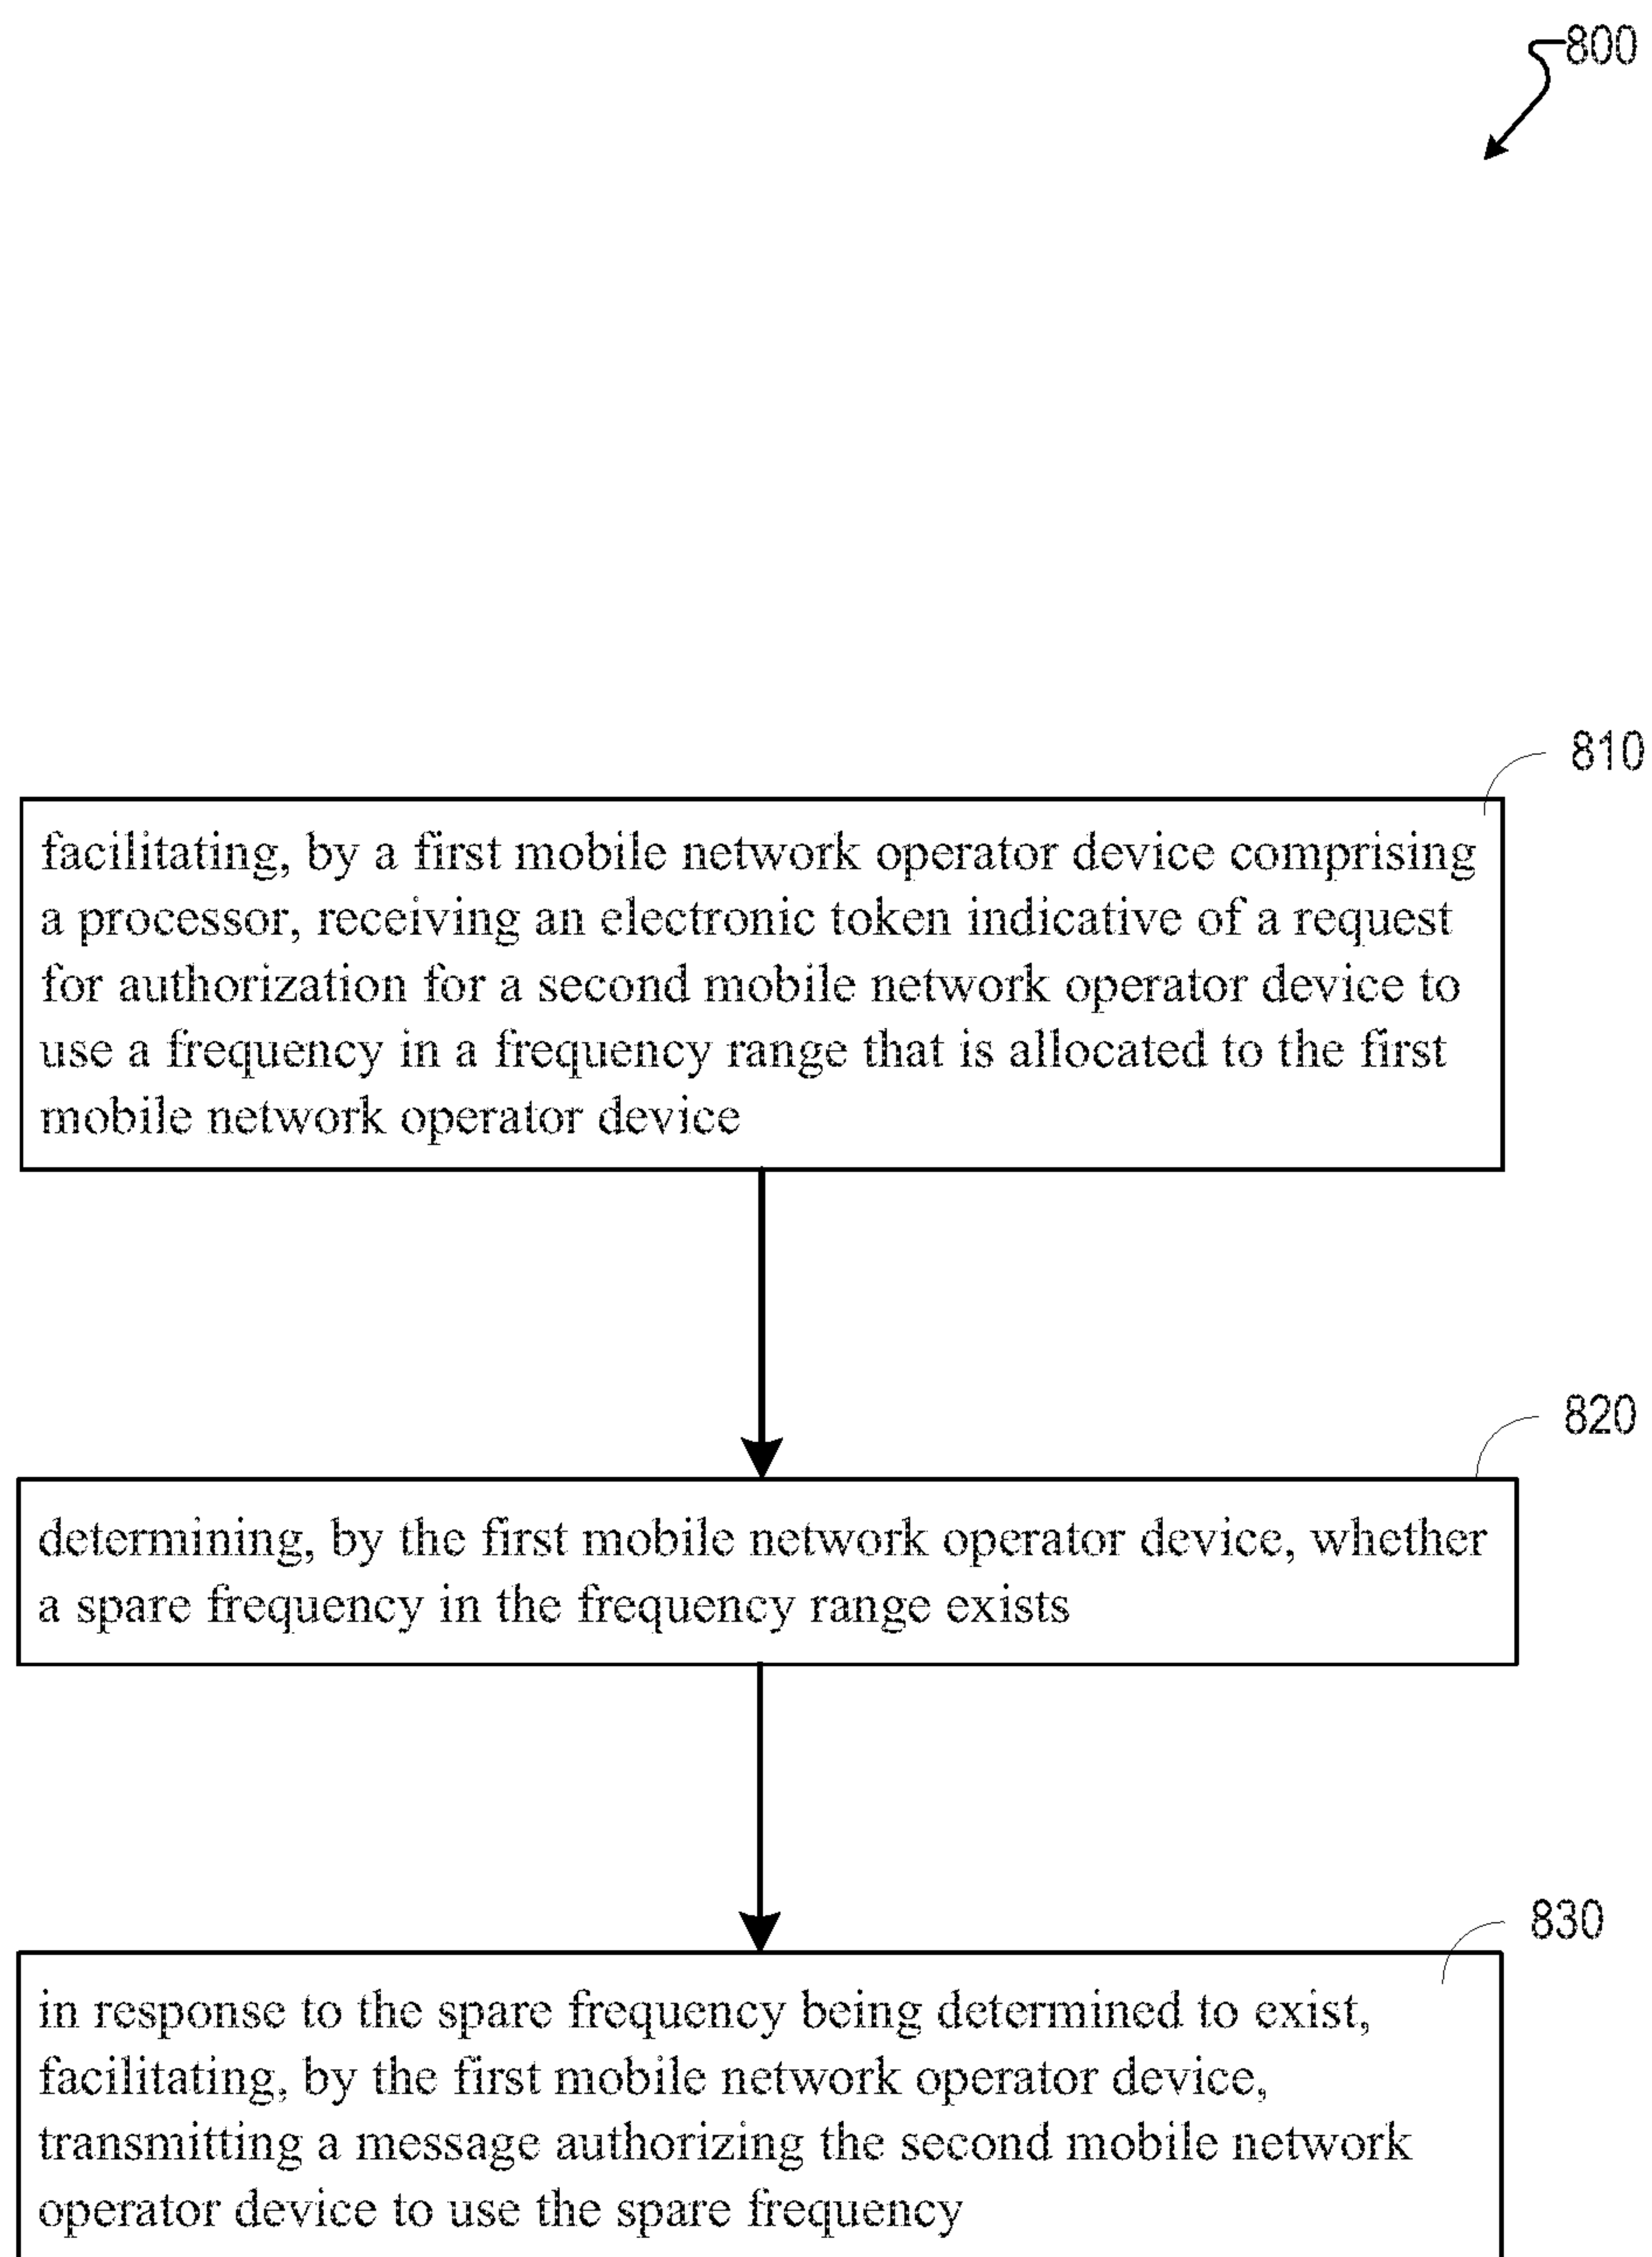 800
810
facilitating, by a first mobile network operator device comprising
a processor, receiving an electronic token indicative of a request
for authorization for a second mobile network operator device to
use a frequency in a frequency range that is allocated to the first
mobile network operator device
820
determining, by the first mobile network operator device, whether
a spare frequency in the frequency range exists
830
in response to the spare frequency being determined to exist,
facilitating, by the first mobile network operator device,
transmitting a message authorizing the second mobile network
operator device to use the spare frequency